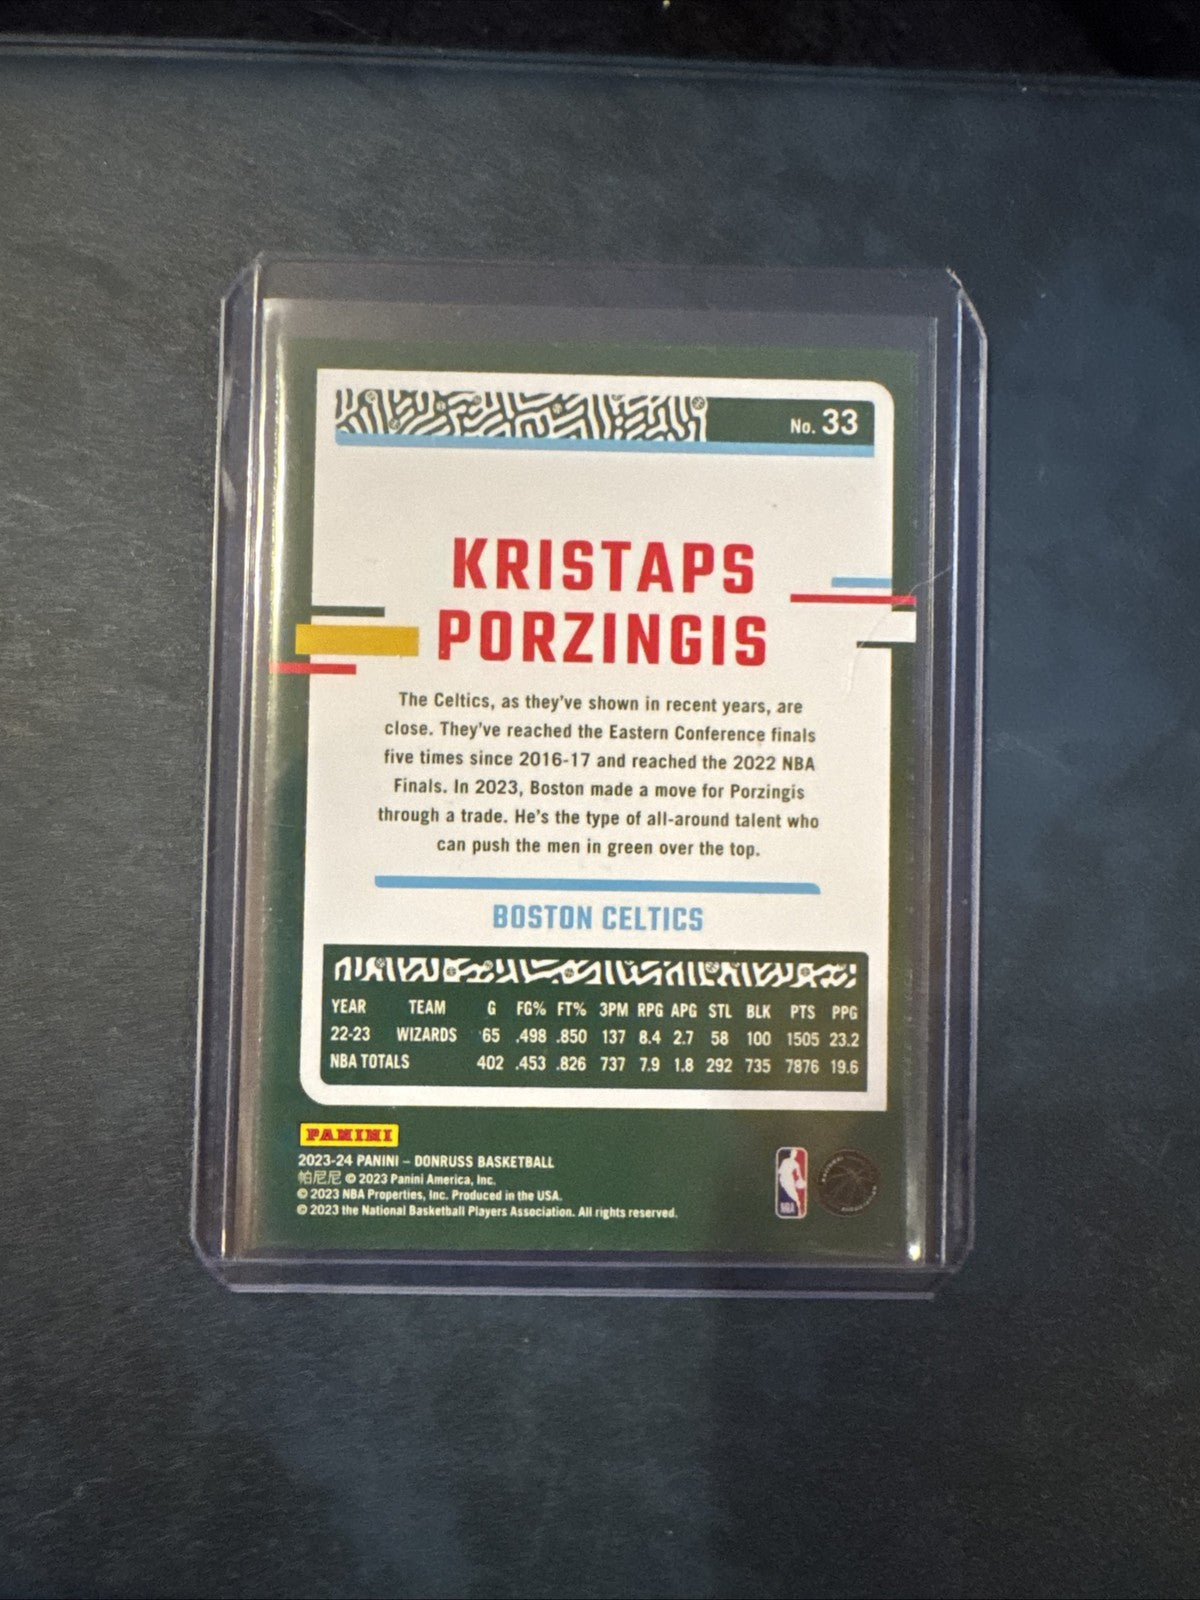 No. 33
KRISTAPS
PORZINGIS
The Celtics, as they've shown in recent years, are
close. They've reached the Eastern Conference finals
five times since 2016-17 and reached the 2022 NBA
Finals. In 2023, Boston made a move for Porzingis
through a trade. He's the type of all-around talent who
can push the men in green over the top.
BOSTON CELTICS
YEAR TEAM G FG% FT% 3PM RPG APG STL BLK PTS PPG
22-23 WIZARDS 65 .498 .850 137 8.4 2.7 58 100 1505 23.2
NBA TOTALS 402 .453 .826 737 7.9 1.8 292 735 7876 19.6
PANINI
2023-24 PANINI – DONRUSS BASKETBALL
帕尼尼 © 2023 Panini America, Inc.
© 2023 NBA Properties, Inc. Produced in the USA.
© 2023 the National Basketball Players Association. All rights reserved.
NBA